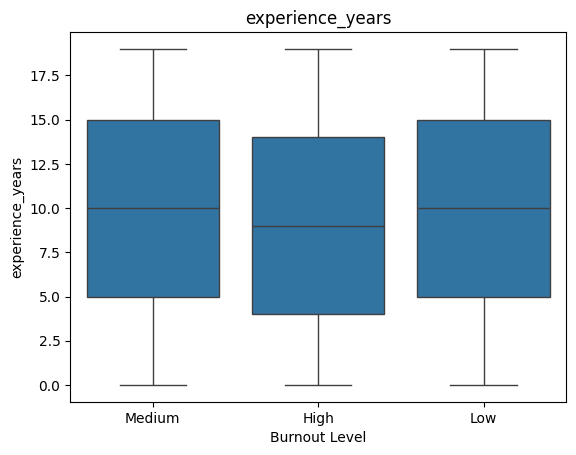 experience_years
experience_years
17.5
15.0
12.5
10.0
7.5
5.0
2.5
0.0
Medium
High
Low
Burnout Level